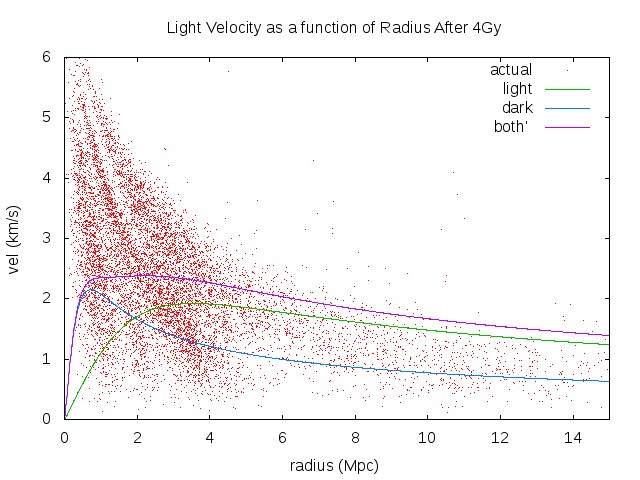 Light Velocity as a function of Radius After 4Gy
actual
light
dark
both'
6
5
4
3
2
1
0
vel (km/s)
0 2 4 6 8 10 12 14
radius (Mpc)